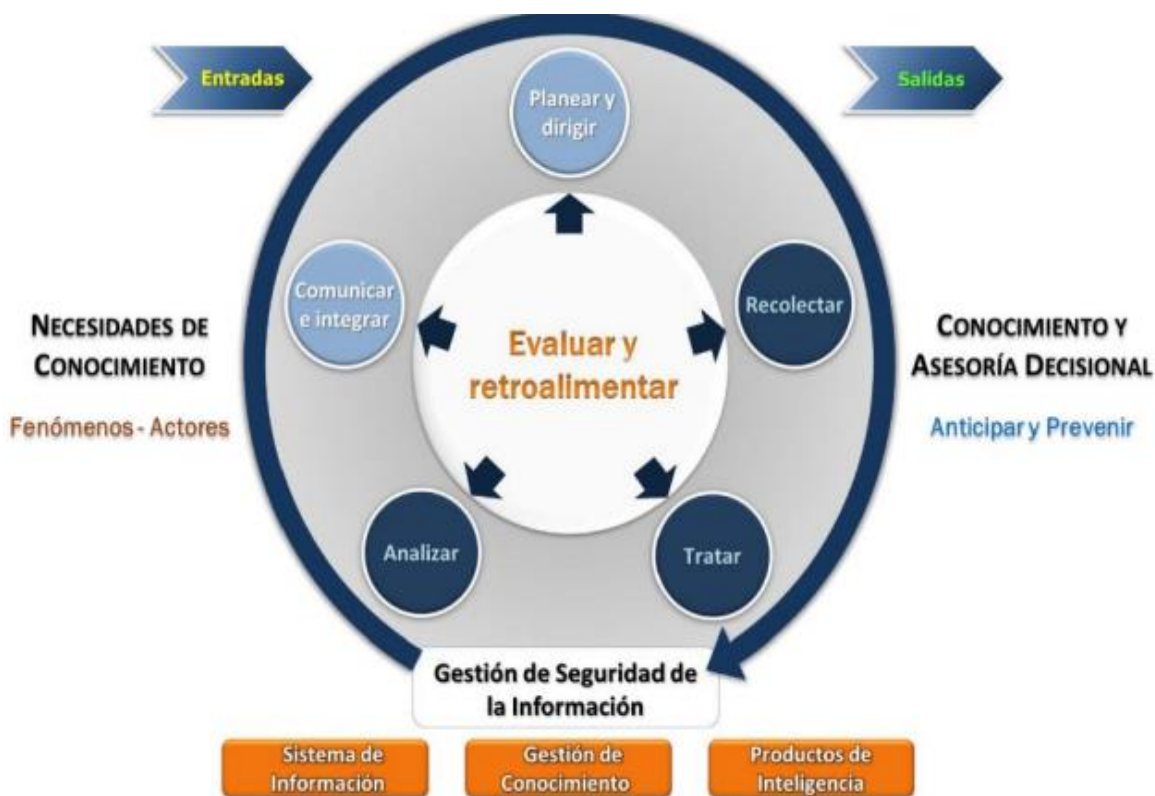 Entradas
Salidas
Planear y
dirigir
Comunicar
e integrar
Recolectar
NECESIDADES DE
CONOCIMIENTO
Fenómenos - Actores
Evaluar y
retroalimentar
CONOCIMIENTO Y
ASESORÍA DECISIONAL
Anticipar y Prevenir
Analizar
Tratar
Gestión de Seguridad de
la Información
Sistema de
Información
Gestión de
Conocimiento
Productos de
Inteligencia